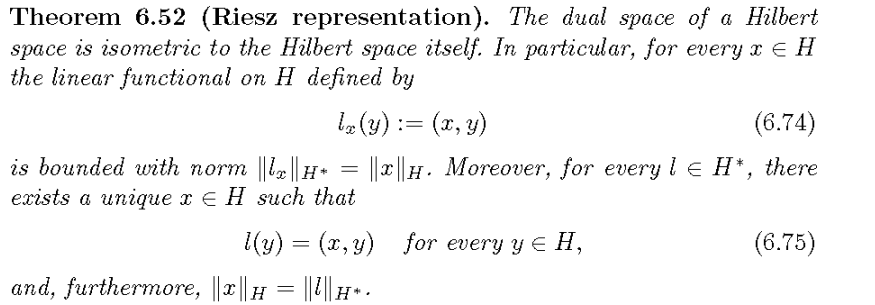 Theorem 6.52 (Riesz representation). The dual space of a Hilbert
space is isometric to the Hilbert space itself. In particular, for every x ∈ H
the linear functional on H defined by
l_x(y) := (x, y) (6.74)
is bounded with norm ‖l_x‖_{H*} = ‖x‖_H. Moreover, for every l ∈ H*, there
exists a unique x ∈ H such that
l(y) = (x, y) for every y ∈ H, (6.75)
and, furthermore, ‖x‖_H = ‖l‖_{H*}.